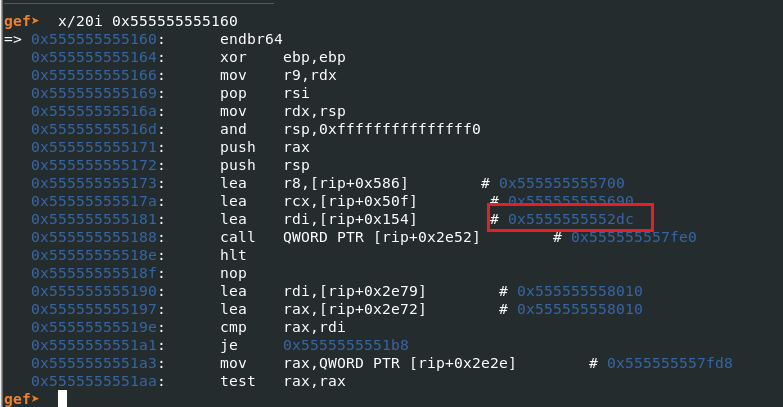 gef➤  x/20i 0x555555555160
=> 0x555555555160:      endbr64
   0x555555555164:      xor    ebp,ebp
   0x555555555166:      mov    r9,rdx
   0x555555555169:      pop    rsi
   0x55555555516a:      mov    rdx,rsp
   0x55555555516d:      and    rsp,0xfffffffffffffff0
   0x555555555171:      push   rax
   0x555555555172:      push   rsp
   0x555555555173:      lea    r8,[rip+0x586]        # 0x555555555700
   0x55555555517a:      lea    rcx,[rip+0x50f]        # 0x555555555690
   0x555555555181:      lea    rdi,[rip+0x154]        # 0x5555555552dc
   0x555555555188:      call   QWORD PTR [rip+0x2e52]        # 0x555555557fe0
   0x55555555518e:      hlt
   0x55555555518f:      nop
   0x555555555190:      lea    rdi,[rip+0x2e79]        # 0x555555558010
   0x555555555197:      lea    rax,[rip+0x2e72]        # 0x555555558010
   0x55555555519e:      cmp    rax,rdi
   0x5555555551a1:      je     0x5555555551b8
   0x5555555551a3:      mov    rax,QWORD PTR [rip+0x2e2e]        # 0x555555557fd8
   0x5555555551aa:      test   rax,rax
gef➤